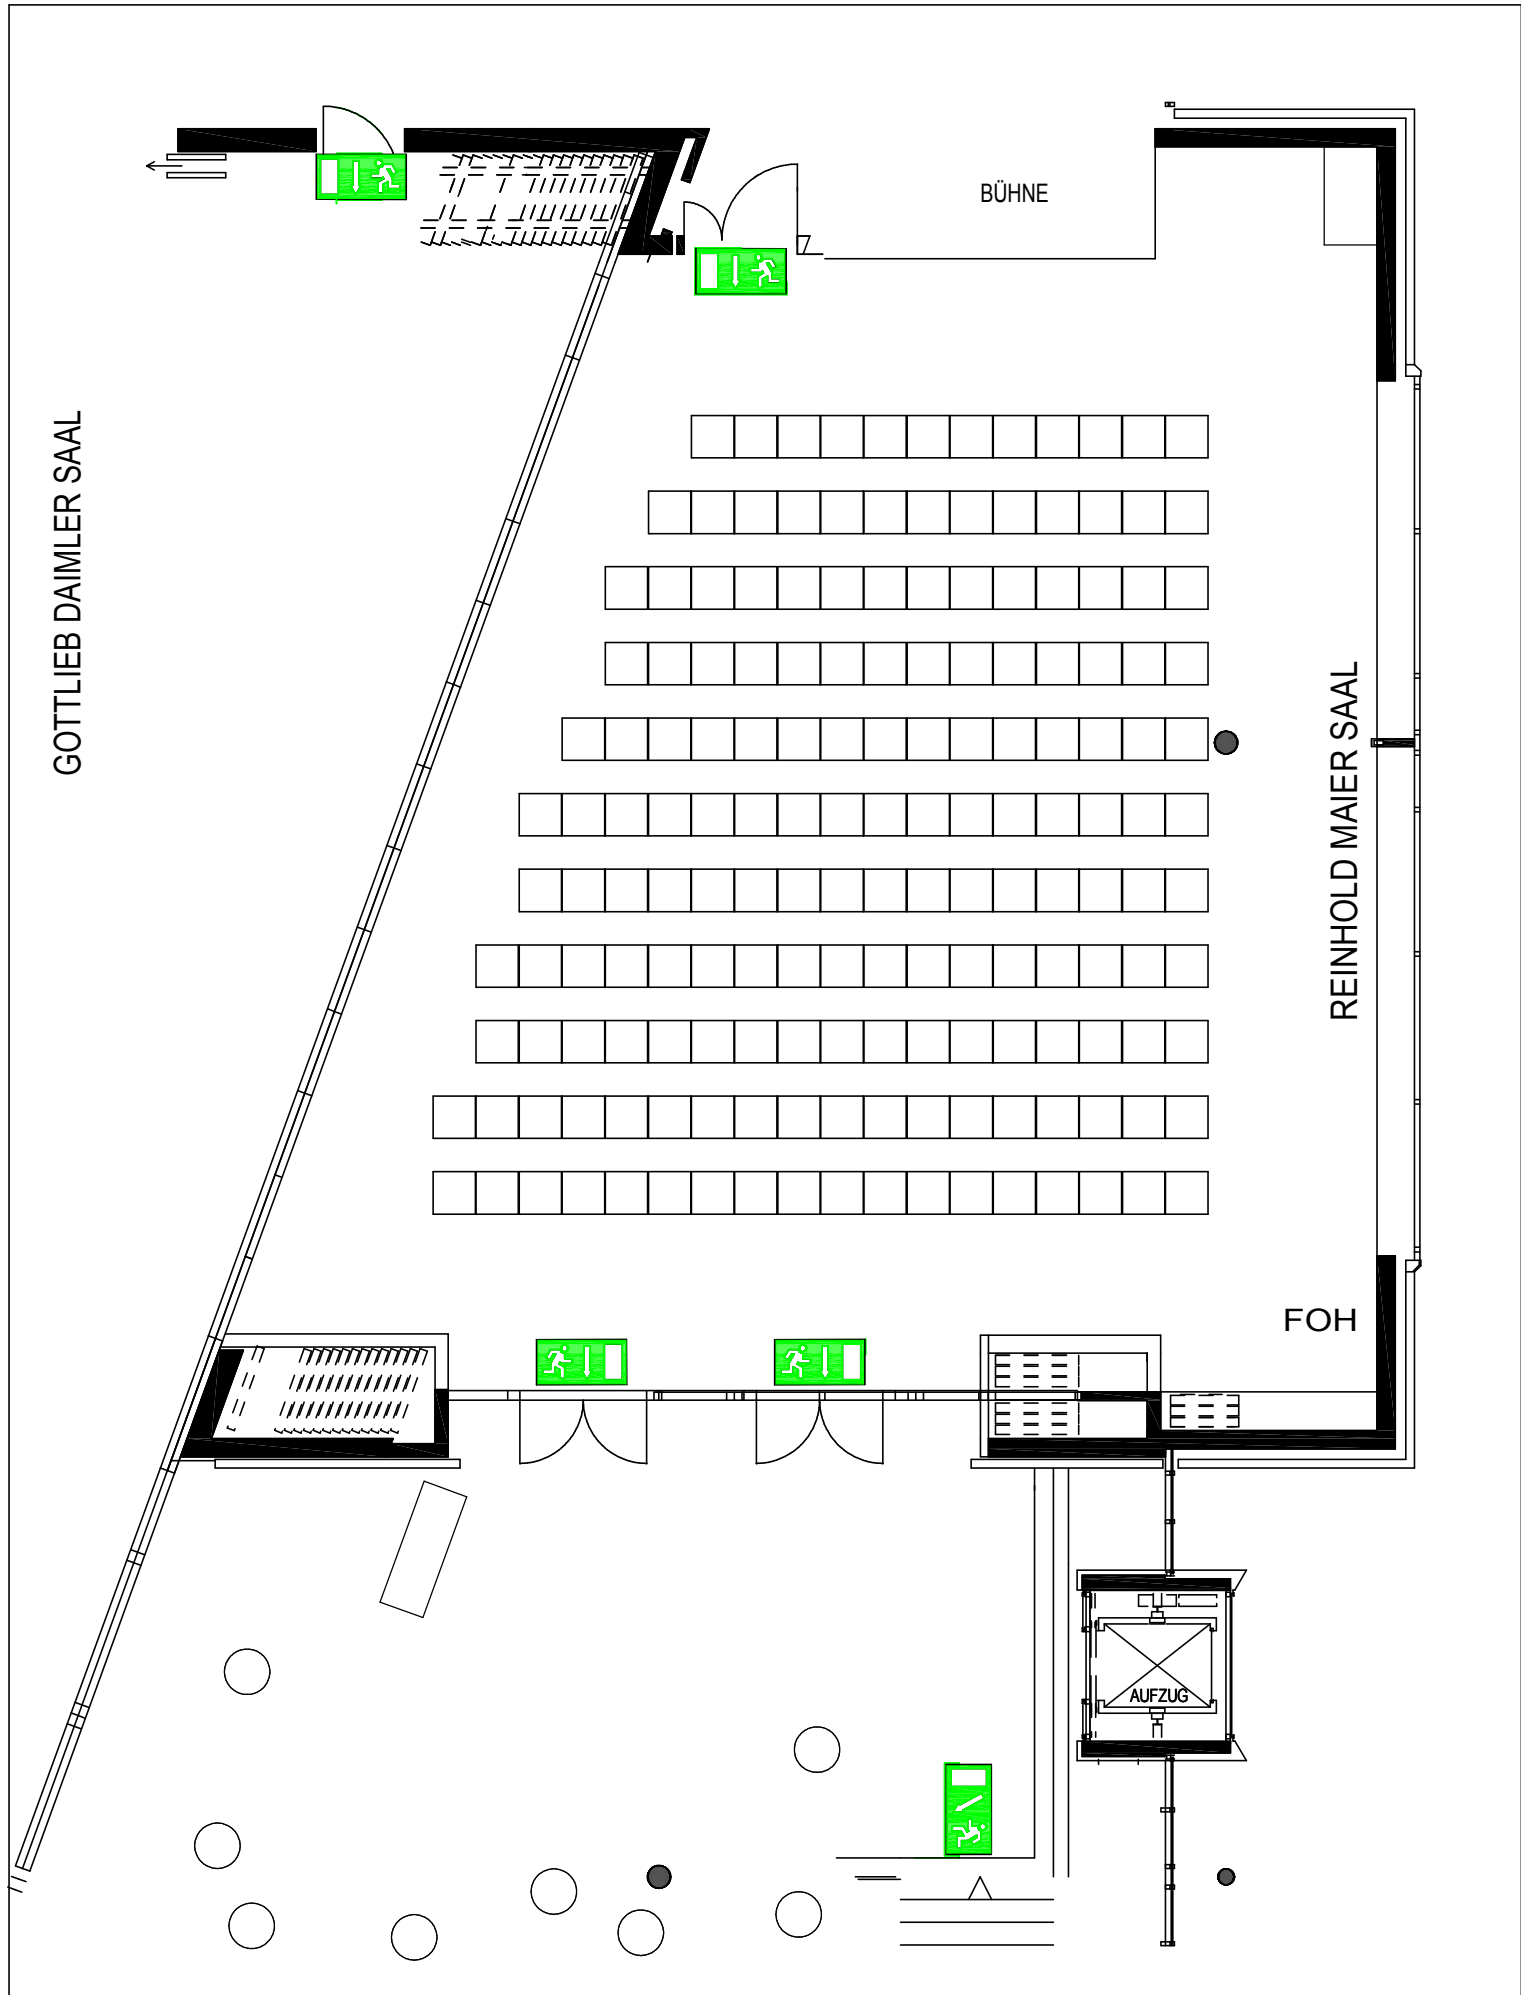 BÜHNE
GOTTLIEB DAIMLER SAAL
REINHOLD MAIER SAAL
FOH
AUFZUG